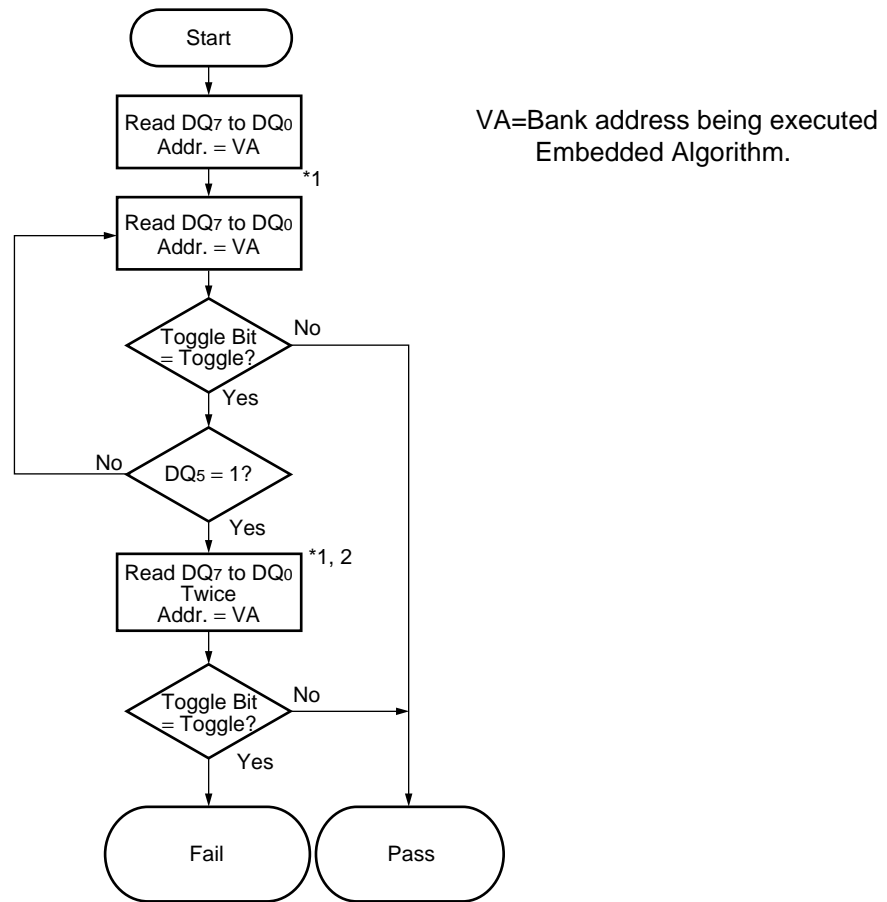 Start
VA=Bank address being executed
Embedded Algorithm.
Read DQ7 to DQ0
Addr. = VA
*1
Read DQ7 to DQ0
Addr. = VA
Toggle Bit
= Toggle?
No
Yes
No
DQ5 = 1?
Yes
*1, 2
Read DQ7 to DQ0
Twice
Addr. = VA
Toggle Bit
= Toggle?
No
Yes
Fail
Pass